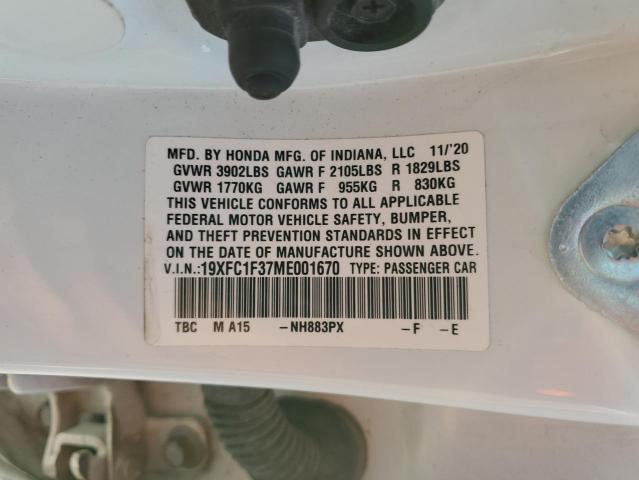 MFD. BY HONDA MFG. OF INDIANA, LLC 11/'20
GVWR 3902LBS GAWR F 2105LBS R 1829LBS
GVWR 1770KG GAWR F 955KG R 830KG
THIS VEHICLE CONFORMS TO ALL APPLICABLE
FEDERAL MOTOR VEHICLE SAFETY, BUMPER,
AND THEFT PREVENTION STANDARDS IN EFFECT
ON THE DATE OF MANUFACTURE SHOWN ABOVE.
V.I.N.:19XFC1F37ME001670 TYPE: PASSENGER CAR
TBC M A15 -NH883PX -F -E